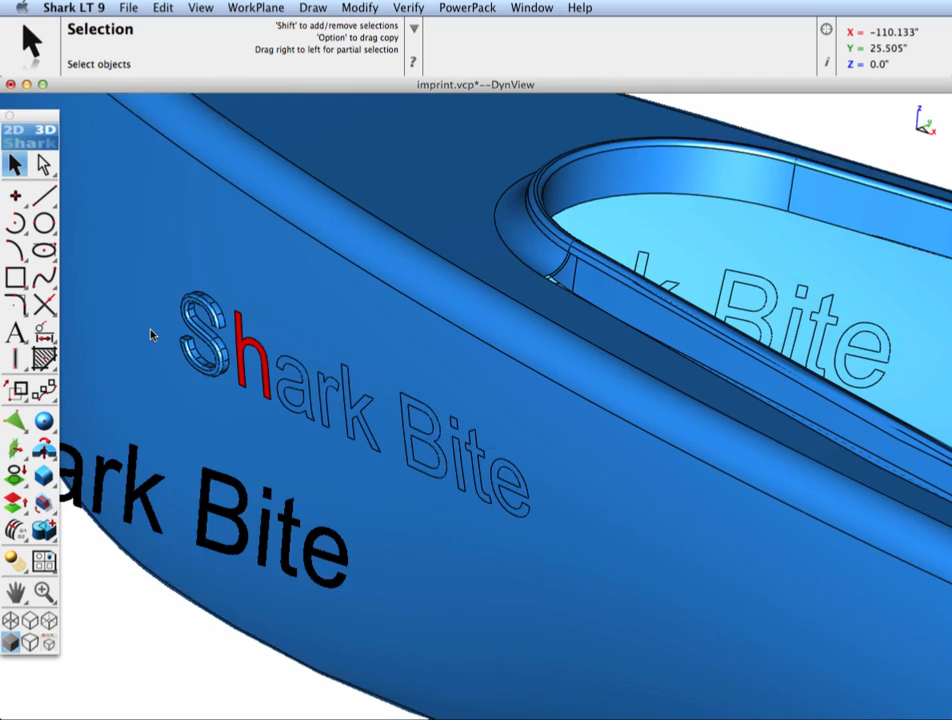 Shark LT 9 File Edit View WorkPlane Draw Modify Verify PowerPack Window Help
Selection
'Shift' to add/remove selections
'Option' to drag copy
Drag right to left for partial selection
Select objects
?
i
X = -110.133"
Y = 25.505"
Z = 0.0"
imprint.vcp*--DynView
2D 3D
Shark
A
z
y
x
k Bite
Shark Bite
ark Bite